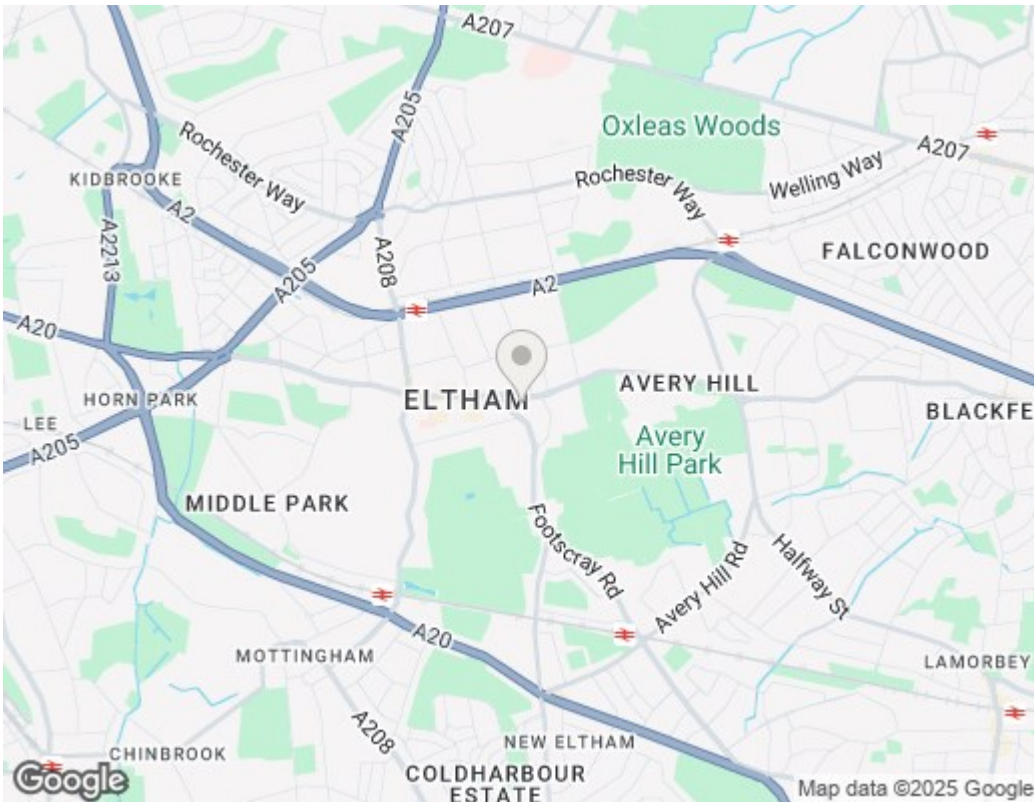 A207
A205
Oxleas Woods
A207
Rochester Way
Rochester Way
Welling Way
KIDBROOKE
A2
A2213
A208
A205
FALCONWOOD
A2
A20
HORN PARK
ELTHAM
AVERY HILL
LEE
BLACKFE
A205
Avery
Hill Park
MIDDLE PARK
Footscray Rd
Avery Hill Rd
Halfway St
A20
MOTTINGHAM
LAMORBEY
A208
CHINBROOK
NEW ELTHAM
COLDHARBOUR
ESTATE
Google
Map data ©2025 Google